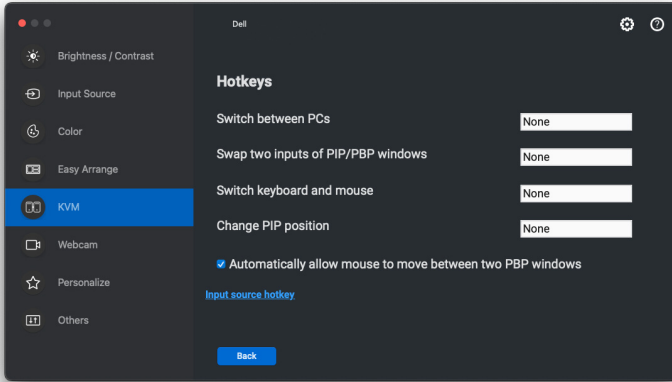 Dell
?
Brightness / Contrast
Input Source
Color
Easy Arrange
KVM
Webcam
Personalize
Others
Hotkeys
Switch between PCs None
Swap two inputs of PIP/PBP windows None
Switch keyboard and mouse None
Change PIP position None
Automatically allow mouse to move between two PBP windows
Input source hotkey
Back